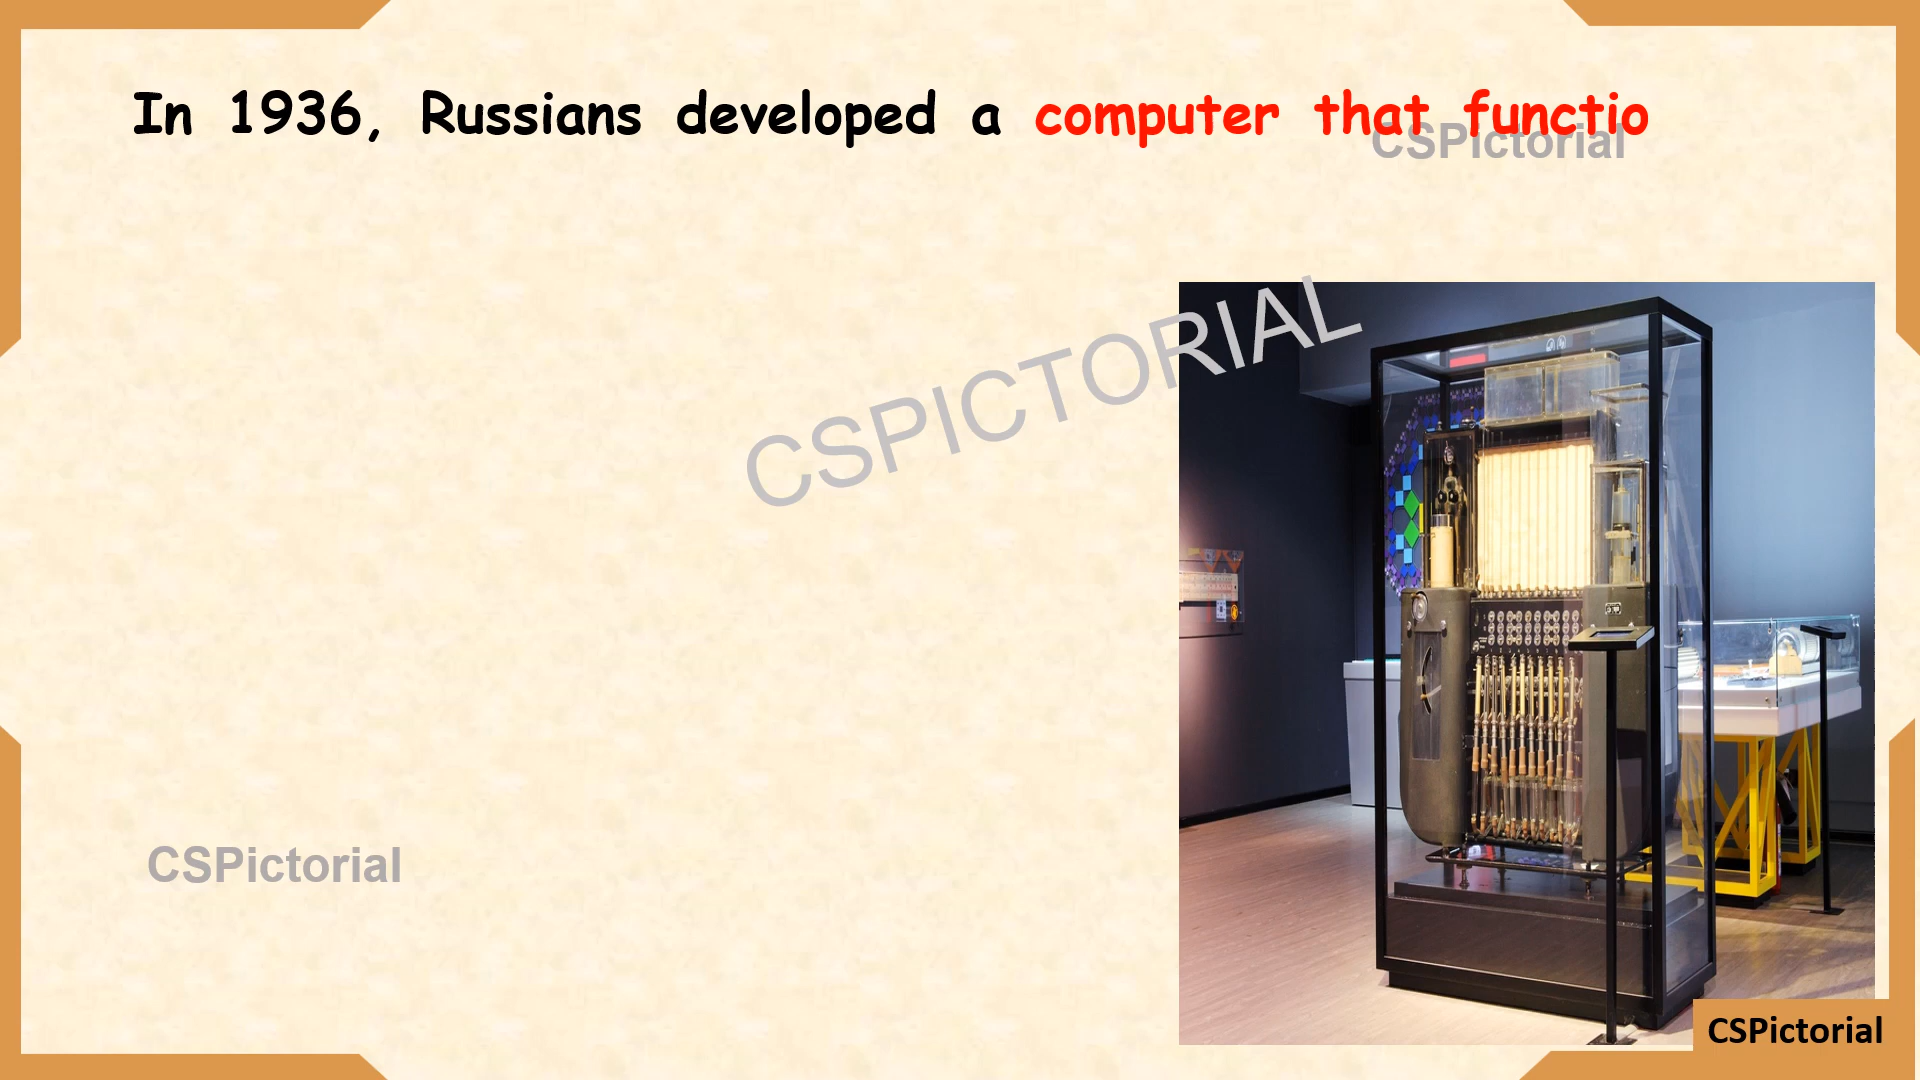 In 1936, Russians developed a computer that functio
CSPictorial
CSPICTORIAL
CSPictorial
CSPictorial